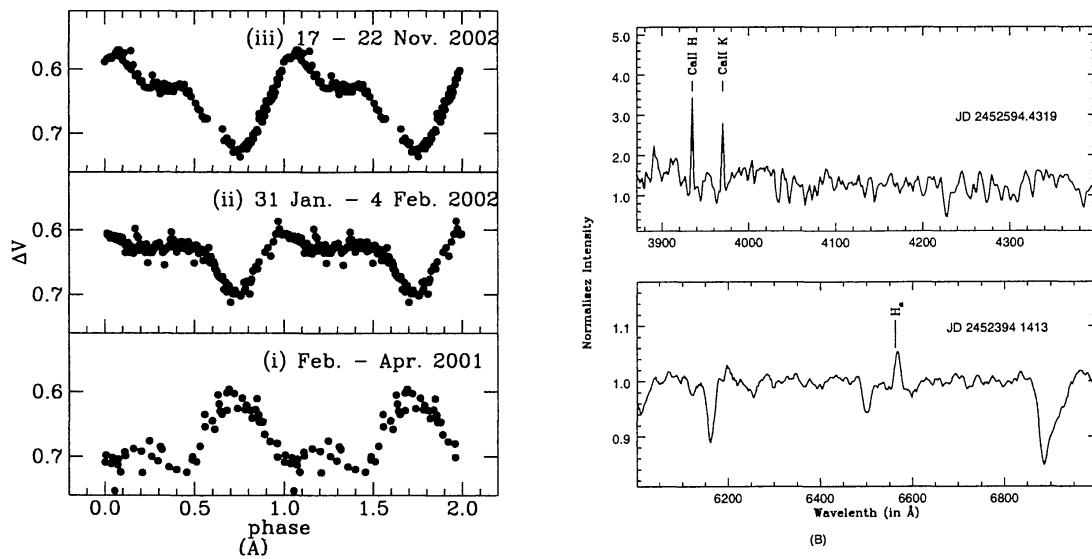 (iii) 17 – 22 Nov. 2002
0.6
0.7
(ii) 31 Jan. – 4 Feb. 2002
0.6
0.7
ΔV
(i) Feb. – Apr. 2001
0.6
0.7
0.0 0.5 1.0 1.5 2.0
phase
(A)
5.0
4.0
3.0
2.0
1.0
CaII H
CaII K
JD 2452594.4319
3900 4000 4100 4200 4300
Normalisez Intensity
1.1
1.0
0.9
Hα
JD 2452394 1413
6200 6400 6600 6800
Wavelenth (in Å)
(B)